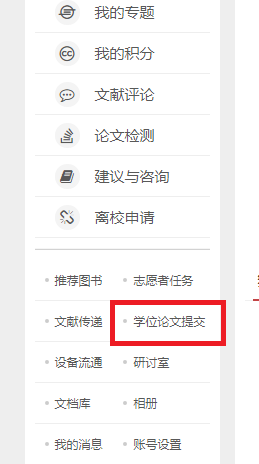 我的专题
我的积分
文献评论
论文检测
建议与咨询
离校申请
推荐图书 志愿者任务
文献传递 学位论文提交
设备流通 研讨室
文档库 相册
我的消息 账号设置